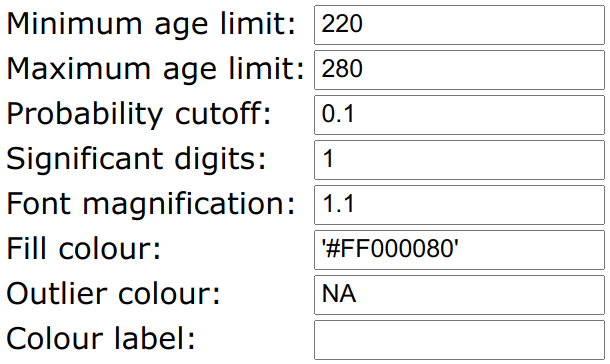 Minimum age limit: 220
Maximum age limit: 280
Probability cutoff: 0.1
Significant digits: 1
Font magnification: 1.1
Fill colour: '#FF000080'
Outlier colour: NA
Colour label: